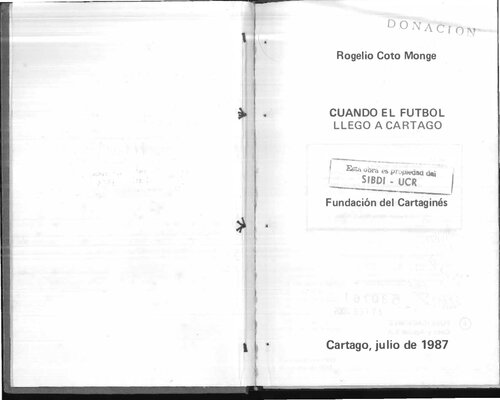 DONACION
Rogelio Coto Monge
CUANDO EL FUTBOL
LLEGO A CARTAGO
Esta obra es propiedad del
SIBDI - UCR
Fundación del Cartaginés
Cartago, julio de 1987